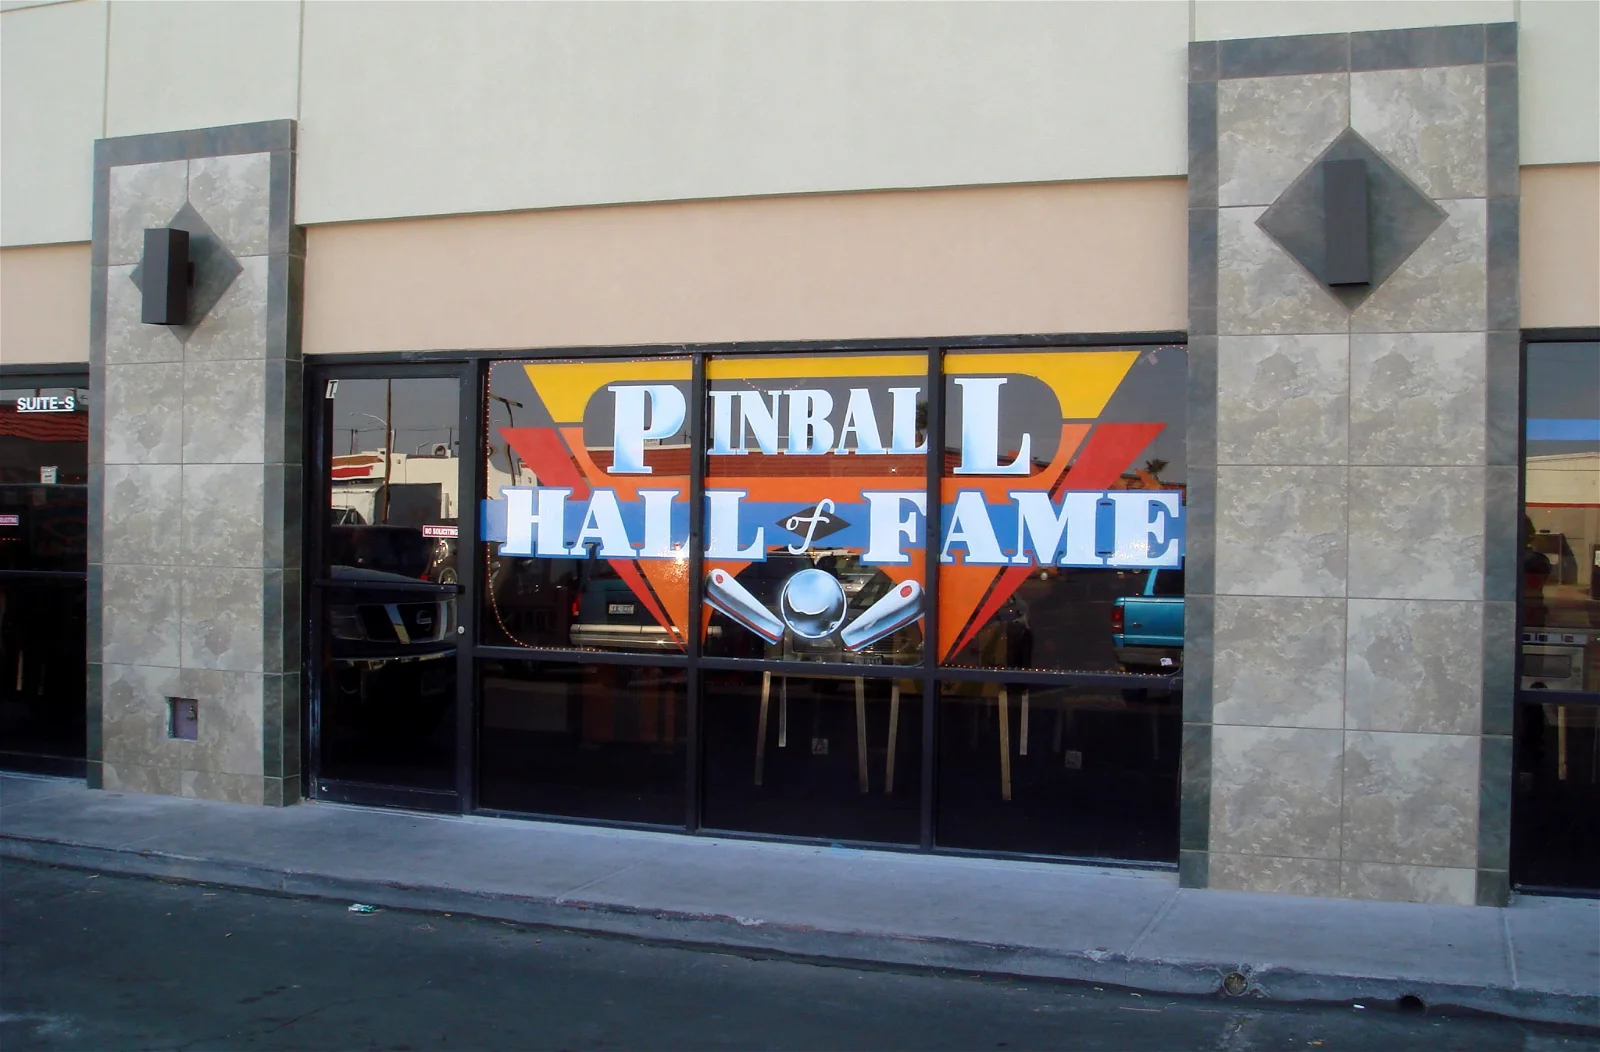 SUITE-S
PINBALL
HALL of FAME
NO SOLICITING